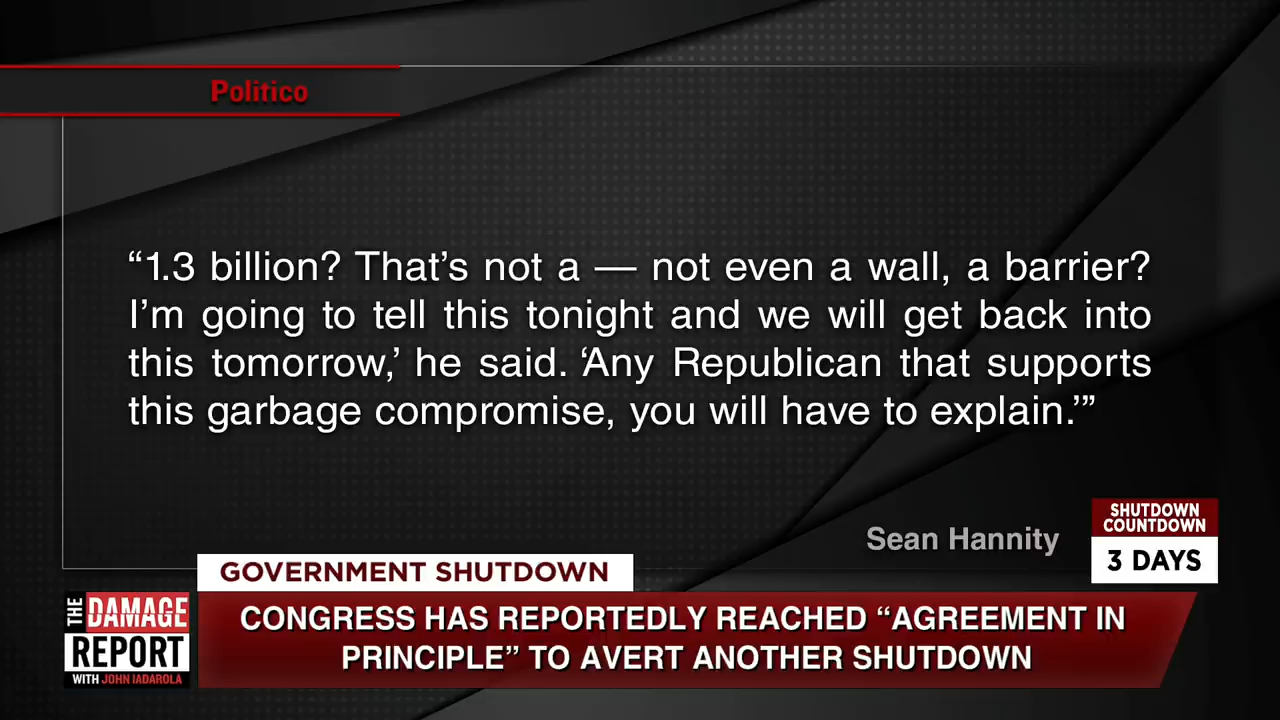 Politico
“1.3 billion? That’s not a — not even a wall, a barrier?
I’m going to tell this tonight and we will get back into
this tomorrow,’ he said. ‘Any Republican that supports
this garbage compromise, you will have to explain.’”
Sean Hannity
SHUTDOWN
COUNTDOWN
3 DAYS
GOVERNMENT SHUTDOWN
THE
DAMAGE
REPORT
WITH JOHN IADAROLA
CONGRESS HAS REPORTEDLY REACHED “AGREEMENT IN
PRINCIPLE” TO AVERT ANOTHER SHUTDOWN